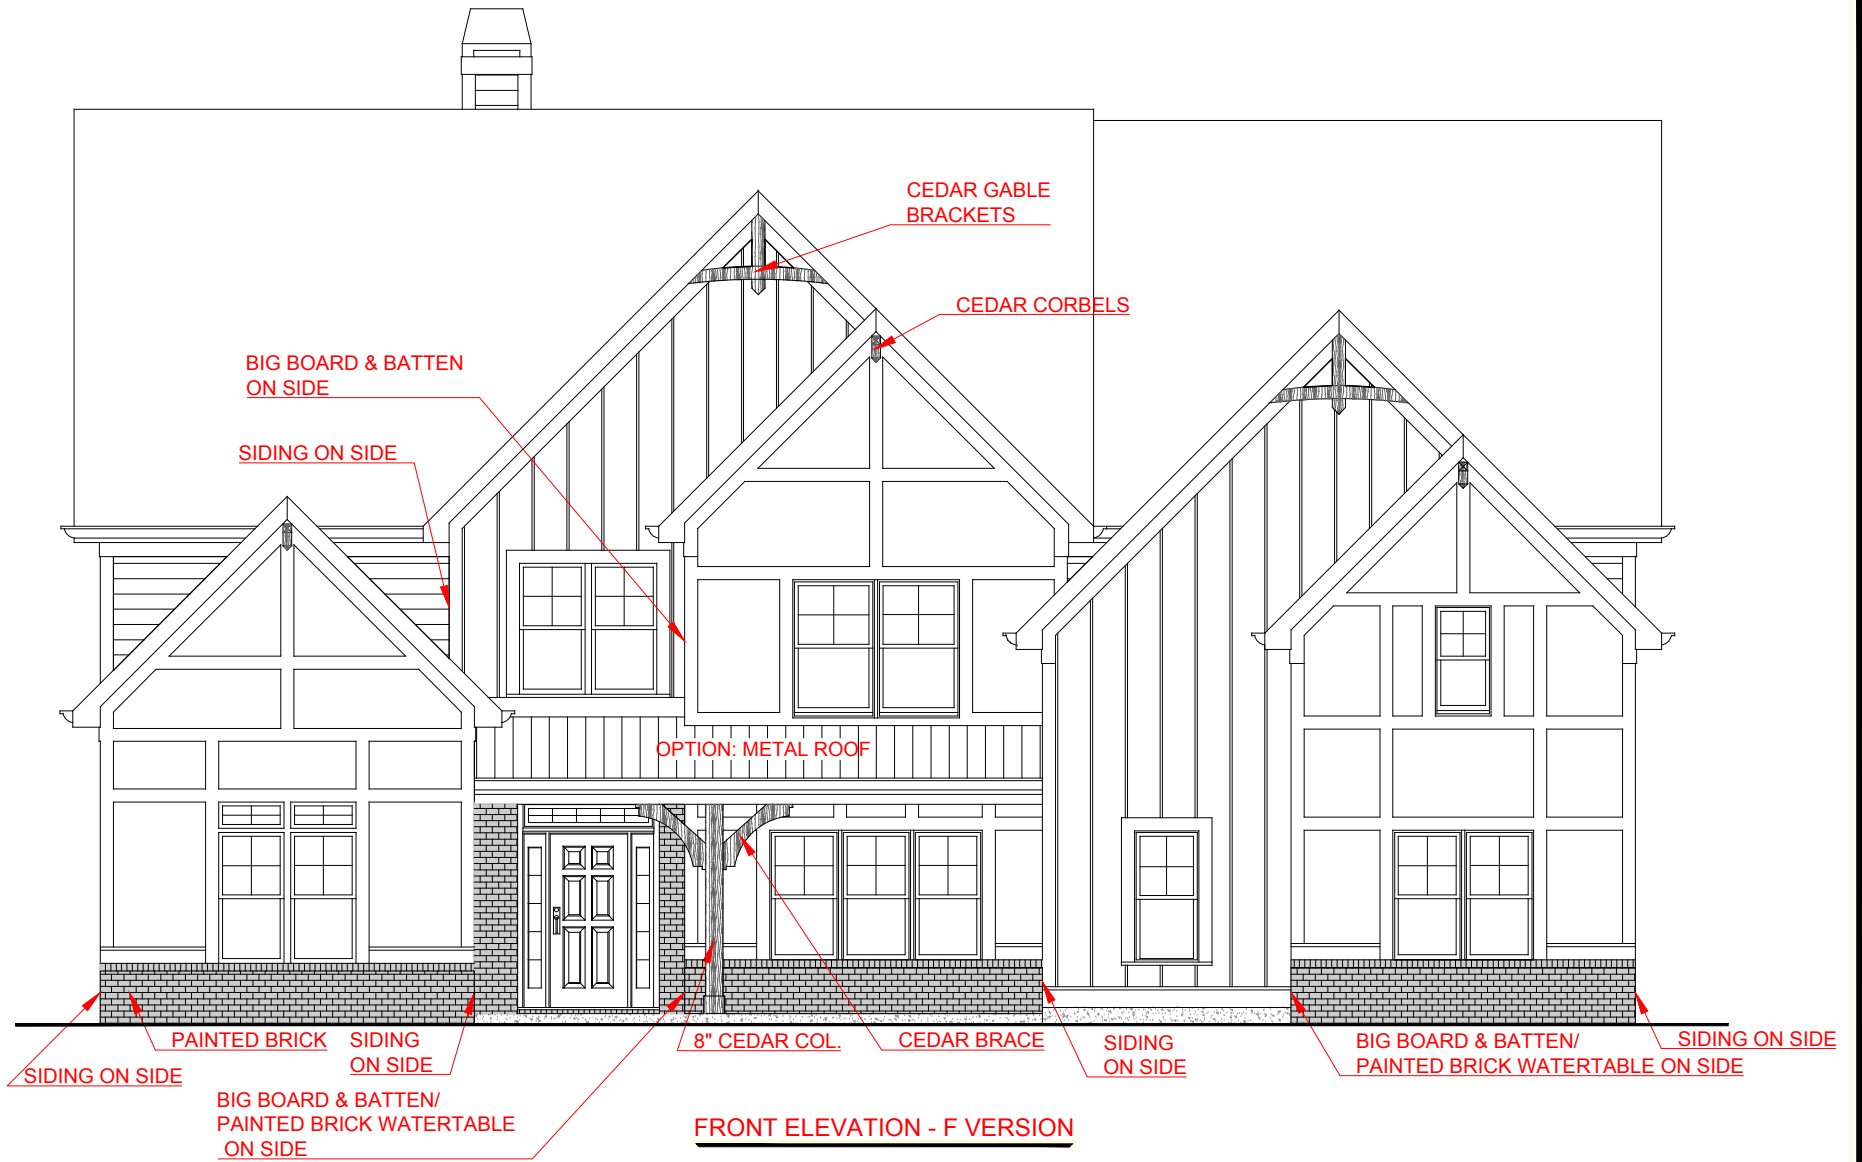 CEDAR GABLE
BRACKETS
CEDAR CORBELS
BIG BOARD & BATTEN
ON SIDE
SIDING ON SIDE
OPTION: METAL ROOF
PAINTED BRICK
SIDING
ON SIDE
8" CEDAR COL.
CEDAR BRACE
SIDING
ON SIDE
BIG BOARD & BATTEN/
PAINTED BRICK WATERTABLE ON SIDE
SIDING ON SIDE
SIDING ON SIDE
BIG BOARD & BATTEN/
PAINTED BRICK WATERTABLE
ON SIDE
FRONT ELEVATION - F VERSION